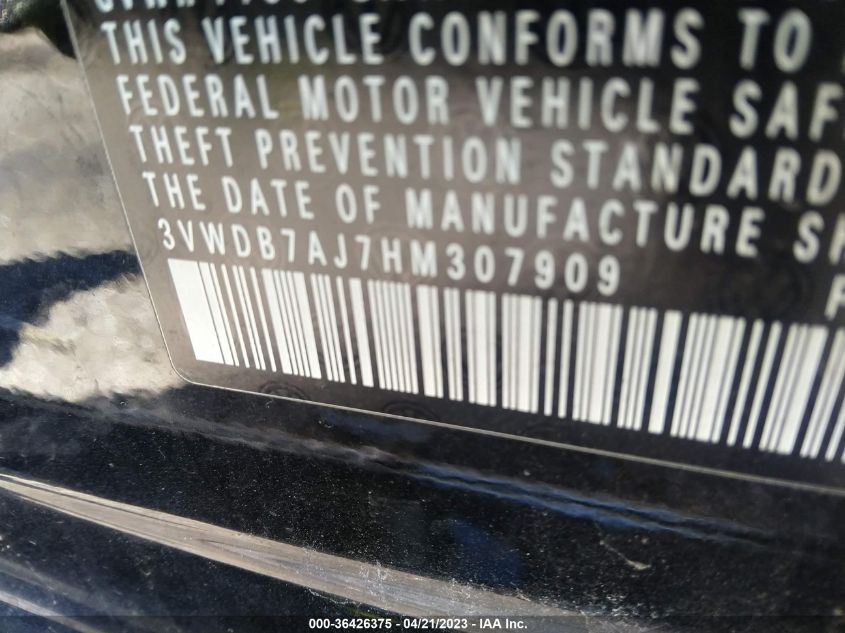 THIS VEHICLE CONFORMS TO
FEDERAL MOTOR VEHICLE SAF
THEFT PREVENTION STANDARD
THE DATE OF MANUFACTURE SH
3VWDB7AJ7HM307909
000-36426375 - 04/21/2023 - IAA Inc.